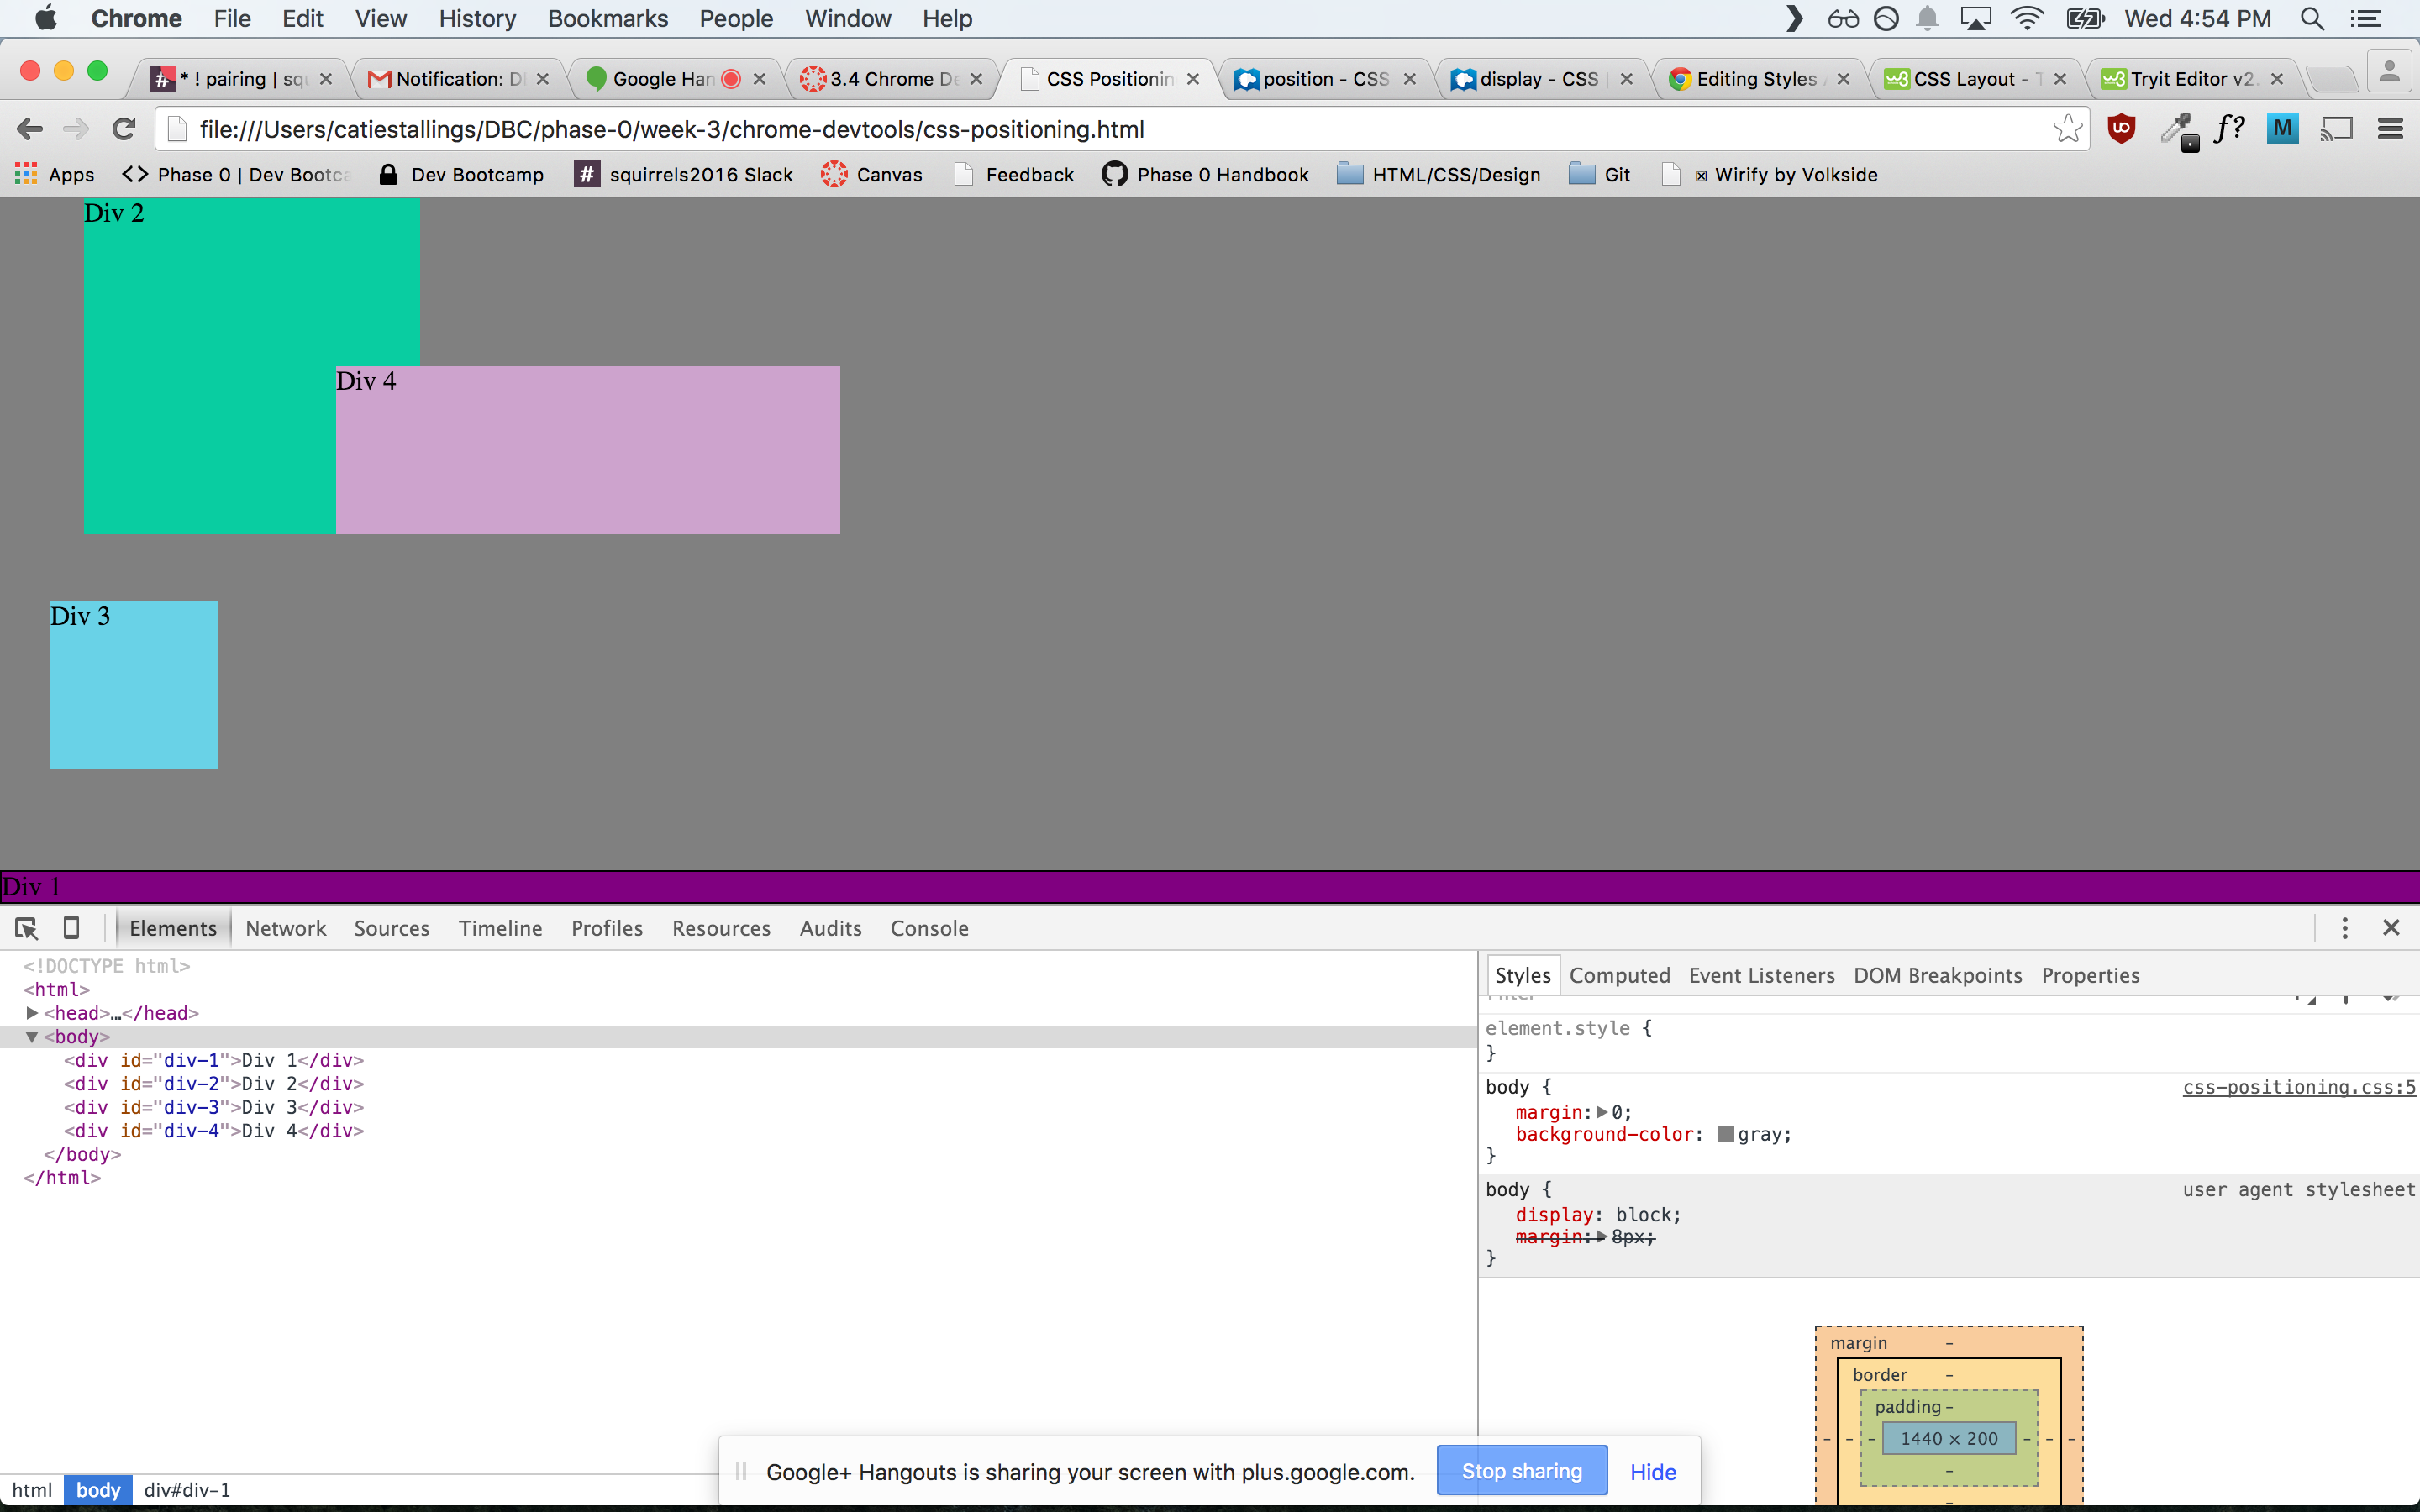 Chrome File Edit View History Bookmarks People Window Help Wed 4:54 PM
* ! pairing | squ Notification: D Google Han 3.4 Chrome De CSS Positionin position - CSS display - CSS | Editing Styles CSS Layout - T Tryit Editor v2.
file:///Users/catiestallings/DBC/phase-0/week-3/chrome-devtools/css-positioning.html f? M
Apps Phase 0 | Dev Bootca Dev Bootcamp squirrels2016 Slack Canvas Feedback Phase 0 Handbook HTML/CSS/Design Git Wirify by Volkside
Div 2
Div 4
Div 3
Div 1
Elements Network Sources Timeline Profiles Resources Audits Console
<!DOCTYPE html>
<html>
<head>…</head>
<body>
<div id="div-1">Div 1</div>
<div id="div-2">Div 2</div>
<div id="div-3">Div 3</div>
<div id="div-4">Div 4</div>
</body>
</html>
Styles Computed Event Listeners DOM Breakpoints Properties
element.style {
}
body { css-positioning.css:5
margin: 0;
background-color: gray;
}
body { user agent stylesheet
display: block;
margin: 8px;
}
margin -
border -
padding -
- - - 1440 × 200 - - -
-
-
Google+ Hangouts is sharing your screen with plus.google.com. Stop sharing Hide
html body div#div-1